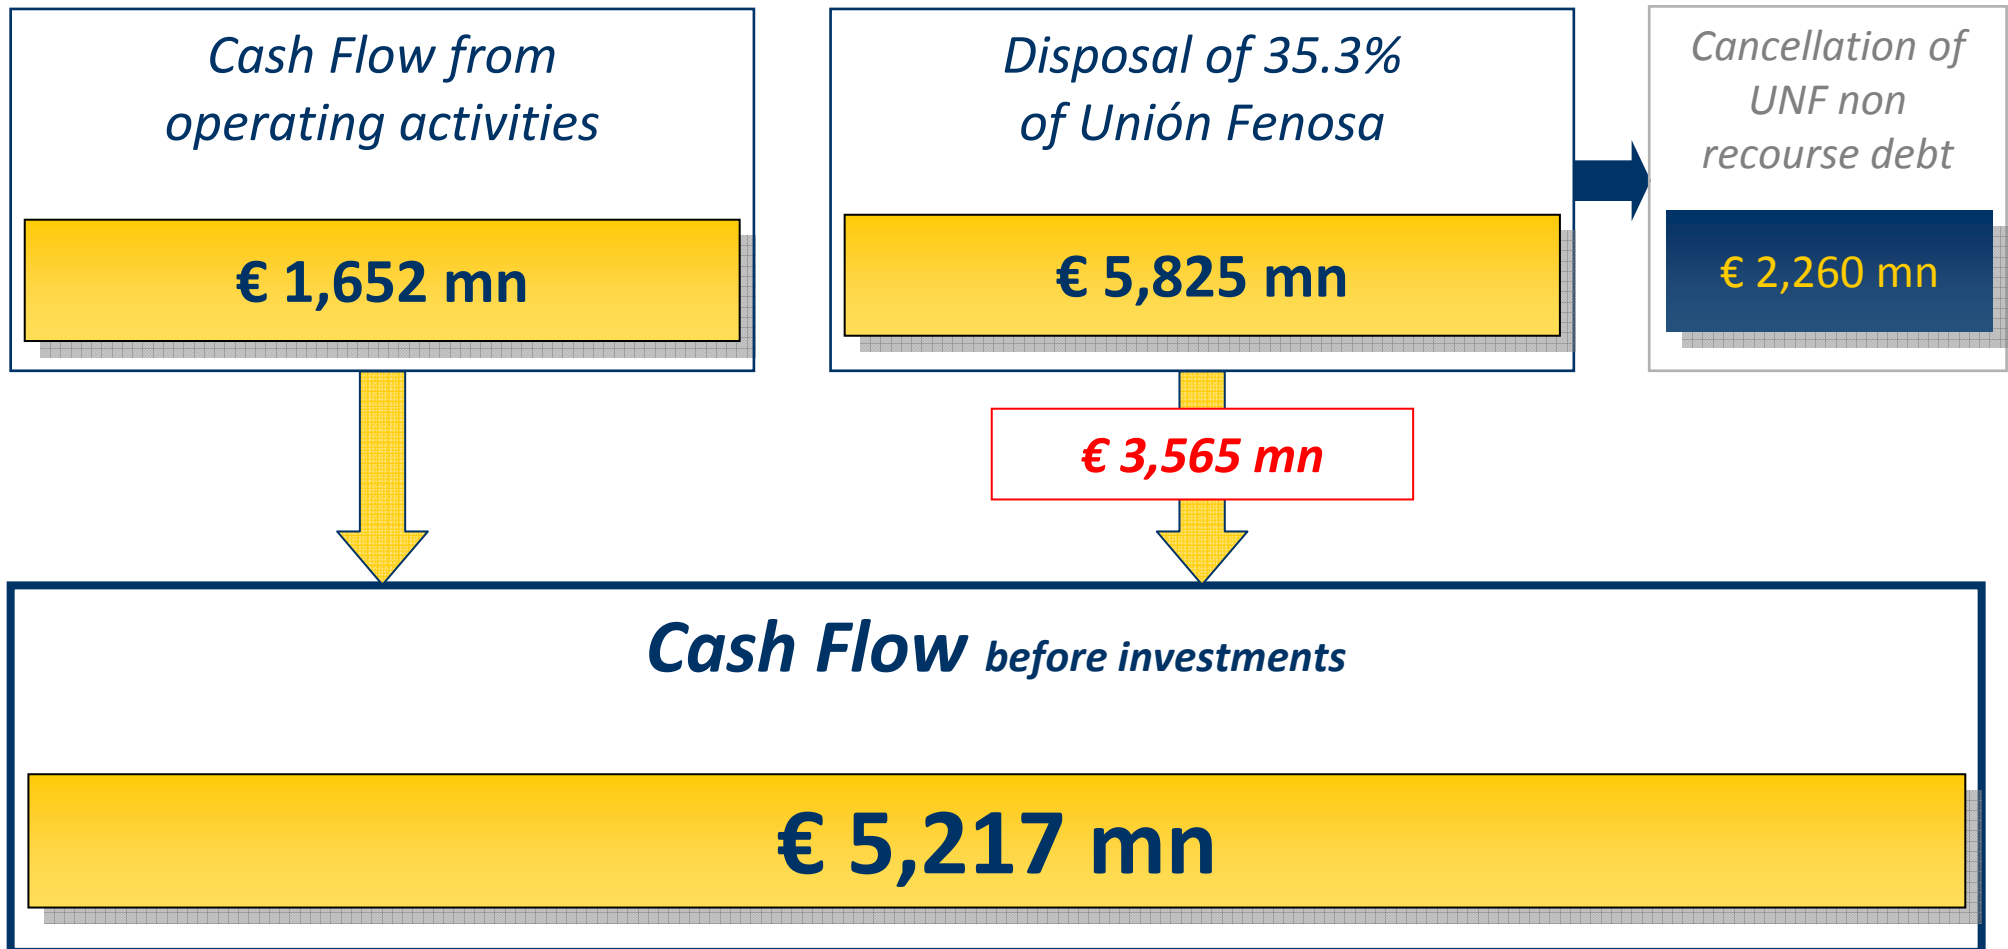 Cash Flow from
operating activities
€ 1,652 mn
Disposal of 35.3%
of Unión Fenosa
€ 5,825 mn
Cancellation of
UNF non
recourse debt
€ 2,260 mn
€ 3,565 mn
Cash Flow before investments
€ 5,217 mn